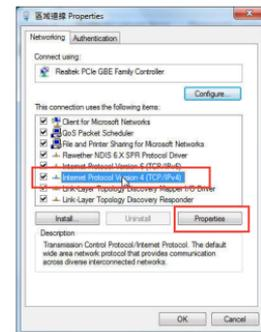 區域連線 Properties
Networking
Authentication
Connect using:
Realtek PCIe GBE Family Controller
Configure...
This connection uses the following items:
Client for Microsoft Networks
QoS Packet Scheduler
File and Printer Sharing for Microsoft Networks
Rawether NDIS 6.X SPR Protocol Driver
Internet Protocol Version 6 (TCP/IPv6)
Internet Protocol Version 4 (TCP/IPv4)
Link-Layer Topology Discovery Mapper I/O Driver
Link-Layer Topology Discovery Responder
Install...
Uninstall
Properties
Description
Transmission Control Protocol/Internet Protocol. The default
wide area network protocol that provides communication
across diverse interconnected networks.
OK
Cancel